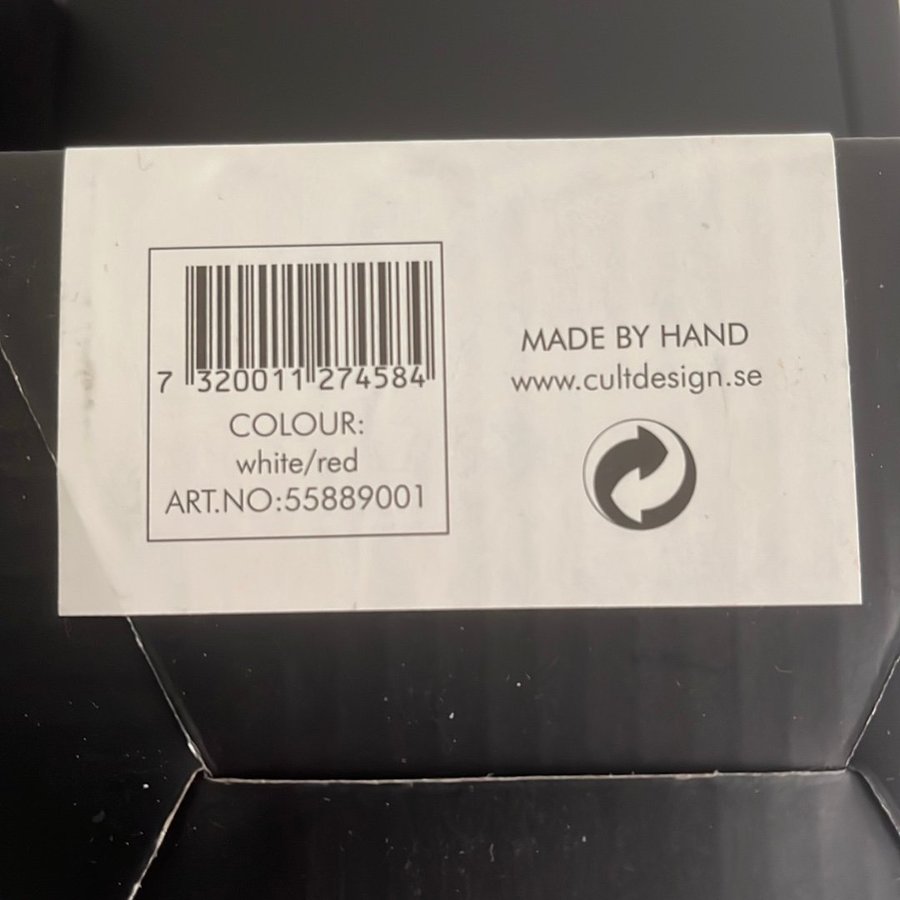 7 320011 274584
COLOUR:
white/red
ART.NO:55889001
MADE BY HAND
www.cultdesign.se